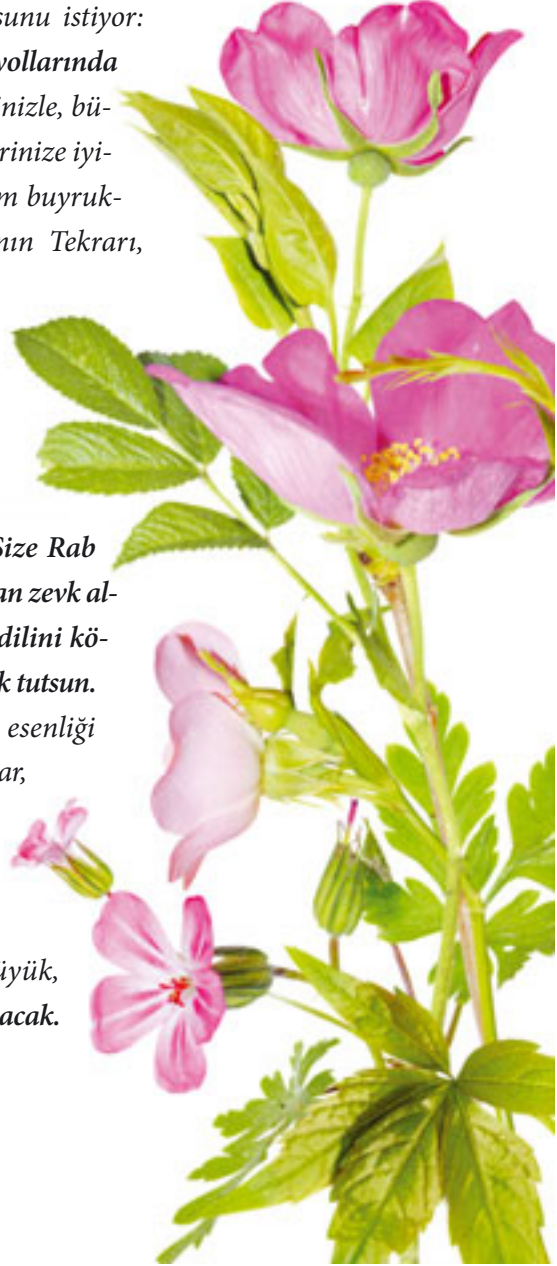 sunu istiyor:
yollarında
inizle, bü-
rinize iyi-
m buyruk-
nın Tekrarı,
Size Rab
an zevk al-
dilini kö-
k tutsun.
esenliği
ar,
üyük,
acak.